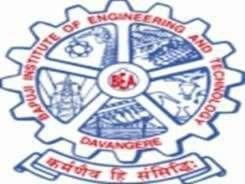 BAPUJI INSTITUTE OF ENGINEERING AND TECHNOLOGY
BEA
DAVANGERE
कर्मणैव हि संसिद्धिः